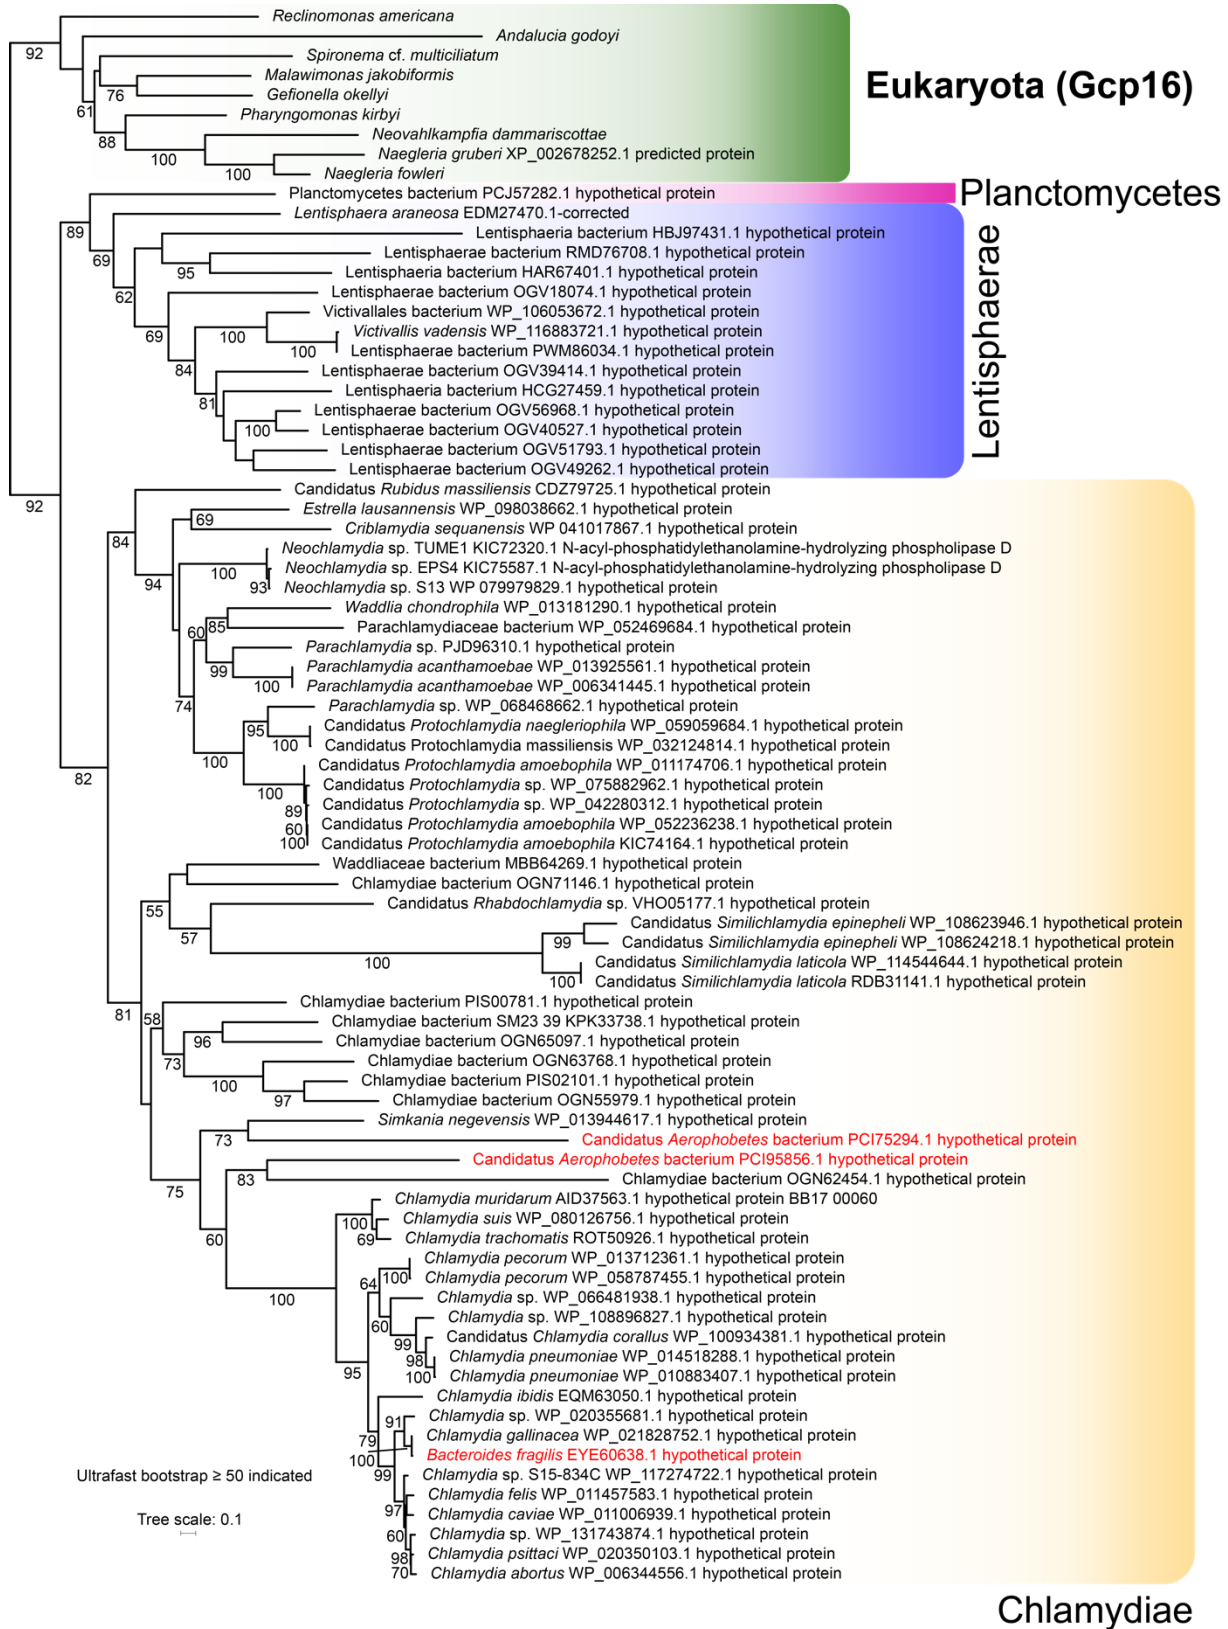 Reclinomonas americana
Andalucia godoyi
92
Spironema cf. multiciliatum
Malawimonas jakobiformis
76
Gefionella okellyi
Eukaryota (Gcp16)
61
Pharyngomonas kirbyi
88
Neovahlkampfia dammariscottae
100
Naegleria gruberi XP_002678252.1 predicted protein
100
Naegleria fowleri
Planctomycetes bacterium PCJ57282.1 hypothetical protein
Planctomycetes
Lentisphaera araneosa EDM27470.1-corrected
89
Lentisphaeria bacterium HBJ97431.1 hypothetical protein
69
Lentisphaerae bacterium RMD76708.1 hypothetical protein
95
Lentisphaeria bacterium HAR67401.1 hypothetical protein
62
Lentisphaerae bacterium OGV18074.1 hypothetical protein
Victivallales bacterium WP_106053672.1 hypothetical protein
69
100
Victivallis vadensis WP_116883721.1 hypothetical protein
100
Lentisphaerae bacterium PWM86034.1 hypothetical protein
Lentisphaerae
84
Lentisphaerae bacterium OGV39414.1 hypothetical protein
Lentisphaeria bacterium HCG27459.1 hypothetical protein
81
Lentisphaerae bacterium OGV56968.1 hypothetical protein
100
Lentisphaerae bacterium OGV40527.1 hypothetical protein
Lentisphaerae bacterium OGV51793.1 hypothetical protein
Lentisphaerae bacterium OGV49262.1 hypothetical protein
Candidatus Rubidus massiliensis CDZ79725.1 hypothetical protein
92
Estrella lausannensis WP_098038662.1 hypothetical protein
69
Criblamydia sequanensis WP 041017867.1 hypothetical protein
84
Neochlamydia sp. TUME1 KIC72320.1 N-acyl-phosphatidylethanolamine-hydrolyzing phospholipase D
100
Neochlamydia sp. EPS4 KIC75587.1 N-acyl-phosphatidylethanolamine-hydrolyzing phospholipase D
94
93
Neochlamydia sp. S13 WP 079979829.1 hypothetical protein
Waddlia chondrophila WP_013181290.1 hypothetical protein
60
85
Parachlamydiaceae bacterium WP_052469684.1 hypothetical protein
Parachlamydia sp. PJD96310.1 hypothetical protein
99
Parachlamydia acanthamoebae WP_013925561.1 hypothetical protein
100
Parachlamydia acanthamoebae WP_006341445.1 hypothetical protein
74
Parachlamydia sp. WP_068468662.1 hypothetical protein
95
Candidatus Protochlamydia naegleriophila WP_059059684.1 hypothetical protein
100
Candidatus Protochlamydia massiliensis WP_032124814.1 hypothetical protein
100
Candidatus Protochlamydia amoebophila WP_011174706.1 hypothetical protein
82
Candidatus Protochlamydia sp. WP_075882962.1 hypothetical protein
100
Candidatus Protochlamydia sp. WP_042280312.1 hypothetical protein
89
Candidatus Protochlamydia amoebophila WP_052236238.1 hypothetical protein
60
Candidatus Protochlamydia amoebophila KIC74164.1 hypothetical protein
100
Waddliaceae bacterium MBB64269.1 hypothetical protein
Chlamydiae bacterium OGN71146.1 hypothetical protein
Candidatus Rhabdochlamydia sp. VHO05177.1 hypothetical protein
55
Candidatus Similichlamydia epinepheli WP_108623946.1 hypothetical protein
57
99
Candidatus Similichlamydia epinepheli WP_108624218.1 hypothetical protein
100
Candidatus Similichlamydia laticola WP_114544644.1 hypothetical protein
100
Candidatus Similichlamydia laticola RDB31141.1 hypothetical protein
Chlamydiae bacterium PIS00781.1 hypothetical protein
81
58
Chlamydiae bacterium SM23 39 KPK33738.1 hypothetical protein
96
Chlamydiae bacterium OGN65097.1 hypothetical protein
73
Chlamydiae bacterium OGN63768.1 hypothetical protein
100
Chlamydiae bacterium PIS02101.1 hypothetical protein
97
Chlamydiae bacterium OGN55979.1 hypothetical protein
Simkania negevensis WP_013944617.1 hypothetical protein
73
Candidatus Aerophobetes bacterium PCI75294.1 hypothetical protein
Candidatus Aerophobetes bacterium PCI95856.1 hypothetical protein
83
Chlamydiae bacterium OGN62454.1 hypothetical protein
75
Chlamydia muridarum AID37563.1 hypothetical protein BB17 00060
100
Chlamydia suis WP_080126756.1 hypothetical protein
60
69
Chlamydia trachomatis ROT50926.1 hypothetical protein
Chlamydia pecorum WP_013712361.1 hypothetical protein
100
Chlamydia pecorum WP_058787455.1 hypothetical protein
64
100
Chlamydia sp. WP_066481938.1 hypothetical protein
Chlamydia sp. WP_108896827.1 hypothetical protein
60
Candidatus Chlamydia corallus WP_100934381.1 hypothetical protein
99
Chlamydia pneumoniae WP_014518288.1 hypothetical protein
98
Chlamydia pneumoniae WP_010883407.1 hypothetical protein
100
95
Chlamydia ibidis EQM63050.1 hypothetical protein
Chlamydia sp. WP_020355681.1 hypothetical protein
91
Chlamydia gallinacea WP_021828752.1 hypothetical protein
79
Bacteroides fragilis EYE60638.1 hypothetical protein
100
Chlamydia sp. S15-834C WP_117274722.1 hypothetical protein
99
Ultrafast bootstrap ≥ 50 indicated
Chlamydia felis WP_011457583.1 hypothetical protein
97
Chlamydia caviae WP_011006939.1 hypothetical protein
Tree scale: 0.1
Chlamydia sp. WP_131743874.1 hypothetical protein
60
Chlamydia psittaci WP_020350103.1 hypothetical protein
98
Chlamydia abortus WP_006344556.1 hypothetical protein
70
Chlamydiae